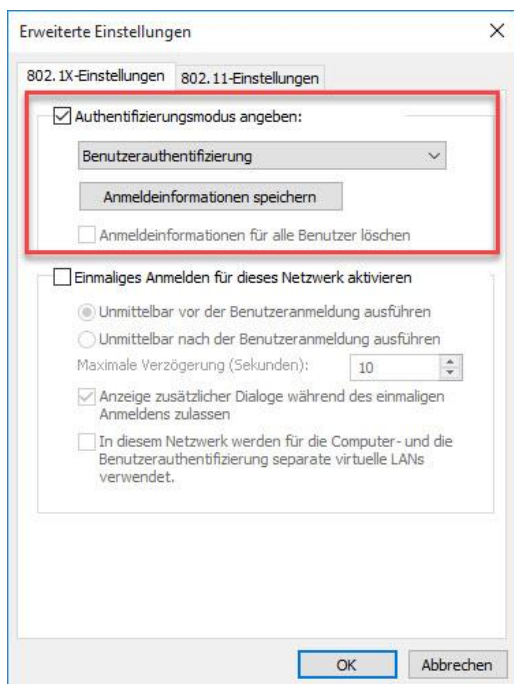 Erweiterte Einstellungen
802.1X-Einstellungen 802.11-Einstellungen
Authentifizierungsmodus angeben:
Benutzerauthentifizierung
Anmeldeinformationen speichern
Anmeldeinformationen für alle Benutzer löschen
Einmaliges Anmelden für dieses Netzwerk aktivieren
Unmittelbar vor der Benutzeranmeldung ausführen
Unmittelbar nach der Benutzeranmeldung ausführen
Maximale Verzögerung (Sekunden): 10
Anzeige zusätzlicher Dialoge während des einmaligen
Anmeldens zulassen
In diesem Netzwerk werden für die Computer- und die
Benutzerauthentifizierung separate virtuelle LANs
verwendet.
OK Abbrechen